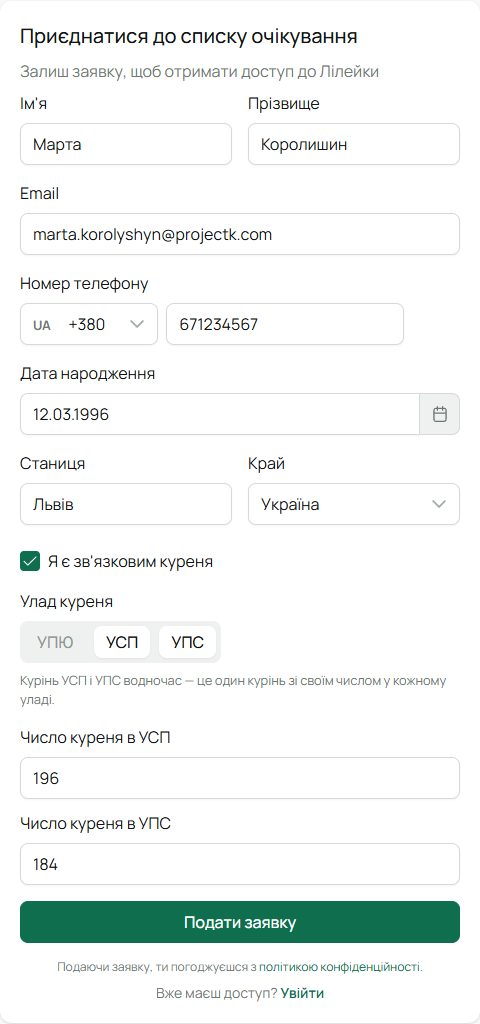 Приєднатися до списку очікування
Залиш заявку, щоб отримати доступ до Лілейки
Ім'я Прізвище
Марта Королишин
Email
marta.korolyshyn@projectk.com
Номер телефону
UA +380 671234567
Дата народження
12.03.1996
Станиця Край
Львів Україна
Я є зв'язковим куреня
Улад куреня
УПЮ УСП УПС
Курінь УСП і УПС водночас — це один курінь зі своїм числом у кожному
уладі.
Число куреня в УСП
196
Число куреня в УПС
184
Подати заявку
Подаючи заявку, ти погоджуєшся з політикою конфіденційності.
Вже маєш доступ? Увійти